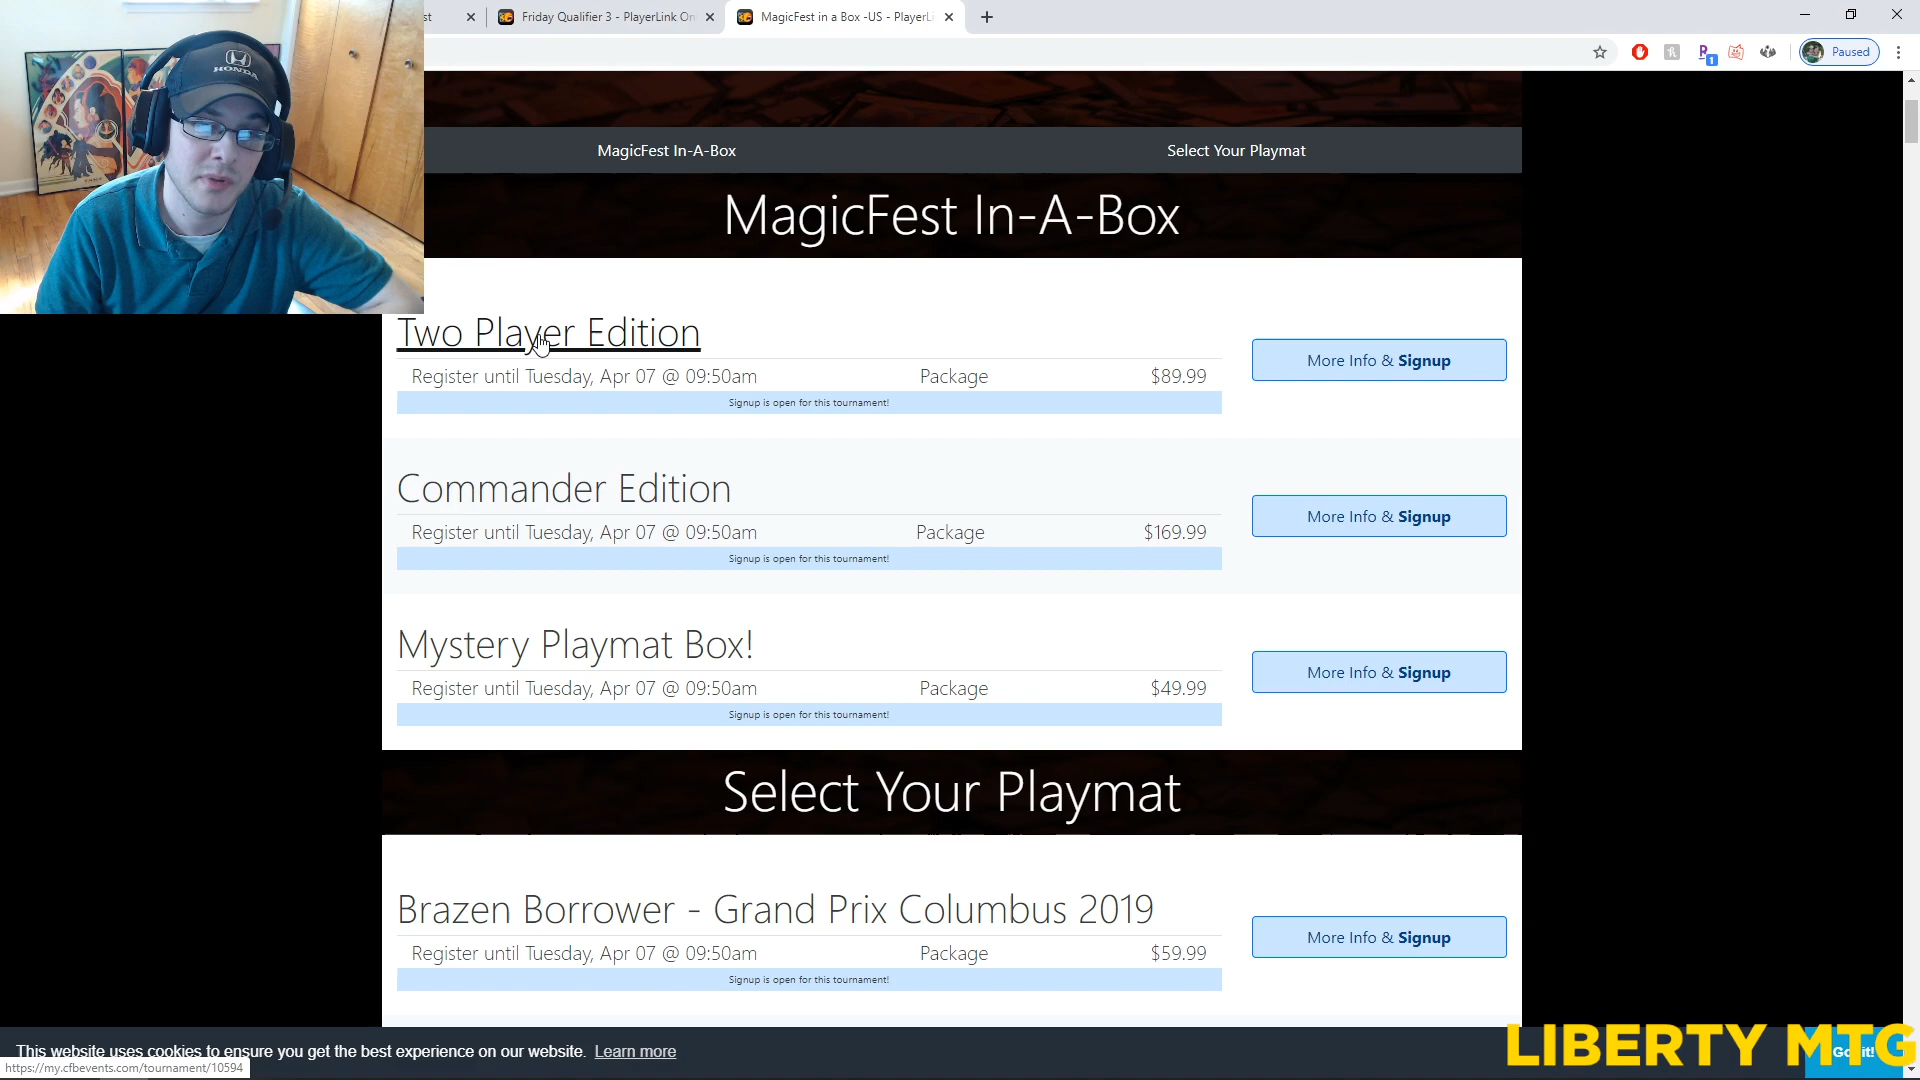 st
Friday Qualifier 3 - PlayerLink On
MagicFest in a Box -US - PlayerLi
1
Paused
HONDA
MagicFest In-A-Box
Select Your Playmat
MagicFest In-A-Box
Two Player Edition
Register until Tuesday, Apr 07 @ 09:50am
Package
$89.99
More Info & Signup
Signup is open for this tournament!
Commander Edition
Register until Tuesday, Apr 07 @ 09:50am
Package
$169.99
More Info & Signup
Signup is open for this tournament!
Mystery Playmat Box!
Register until Tuesday, Apr 07 @ 09:50am
Package
$49.99
More Info & Signup
Signup is open for this tournament!
Select Your Playmat
Brazen Borrower - Grand Prix Columbus 2019
Register until Tuesday, Apr 07 @ 09:50am
Package
$59.99
More Info & Signup
Signup is open for this tournament!
This website uses cookies to ensure you get the best experience on our website. Learn more
Got it!
LIBERTY MTG
https://my.cfbevents.com/tournament/10594